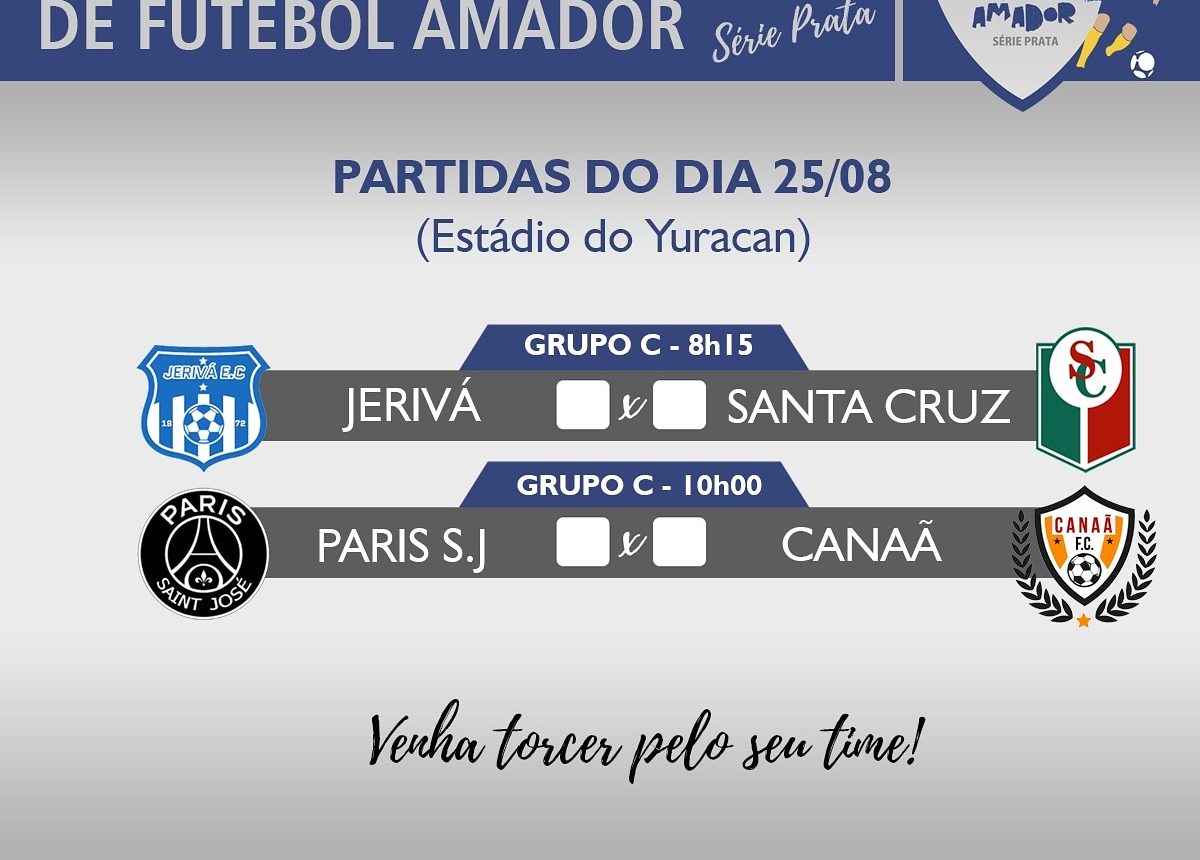 DE FUTEBOL AMADOR Série Prata
AMADOR
SÉRIE PRATA
PARTIDAS DO DIA 25/08
(Estádio do Yuracan)
GRUPO C - 8h15
JERIVÁ E.C
19 72
JERIVÁ x SANTA CRUZ
SC
GRUPO C - 10h00
PARIS
SAINT JOSÉ
PARIS S.J x CANAÃ
CANAÃ
F.C.
Venha torcer pelo seu time!